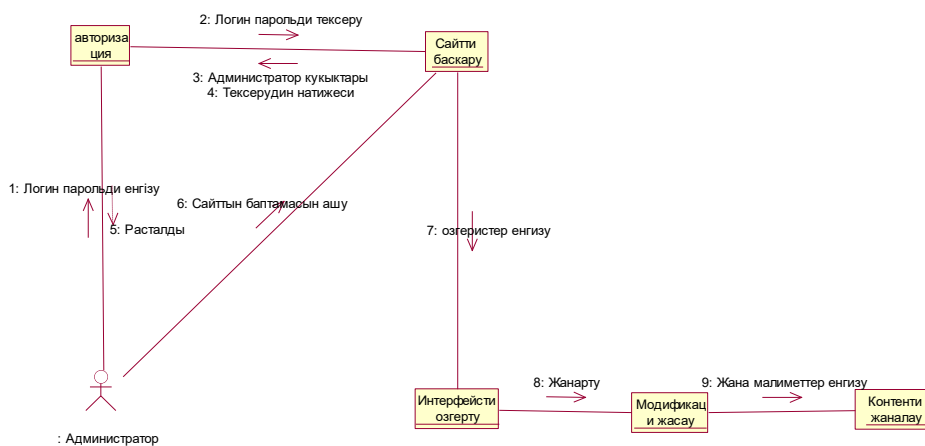 2: Логин парольди тексеру
авториза
ция
Сайтти
баскару
3: Администратор кукыктары
4: Тексерудин натижеси
1: Логин парольди енгізу
6: Сайттын баптамасын ашу
5: Расталды
7: озгеристер енгизу
8: Жанарту
9: Жана малиметтер енгизу
Интерфейсти
озгерту
Модификац
и жасау
Контенти
жаналау
: Администратор